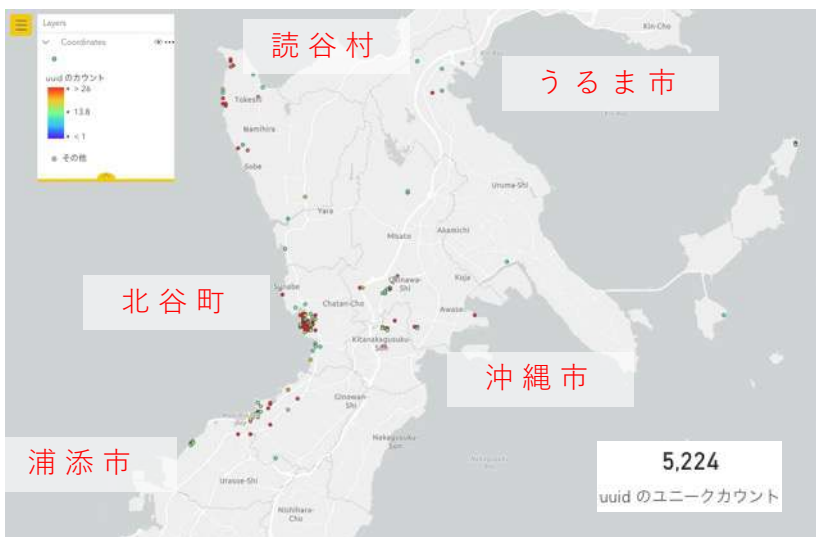 Layers
Coordinates
uuid のカウント
> 26
13.8
< 1
その他
読谷村
うるま市
北谷町
沖縄市
浦添市
Kin-Cho
Tokeshi
Namihira
Sobe
Uruma-Shi
Yara
Misato
Akamichi
Okinawa-
Shi
Koja
Sunabe
Chatan-Cho
Awase
Kitanakagusuku-
Son
Ginowan-
Shi
Nakagusuku-
Son
Urasoe-Shi
Nishihara-
Cho
5,224
uuid のユニークカウント